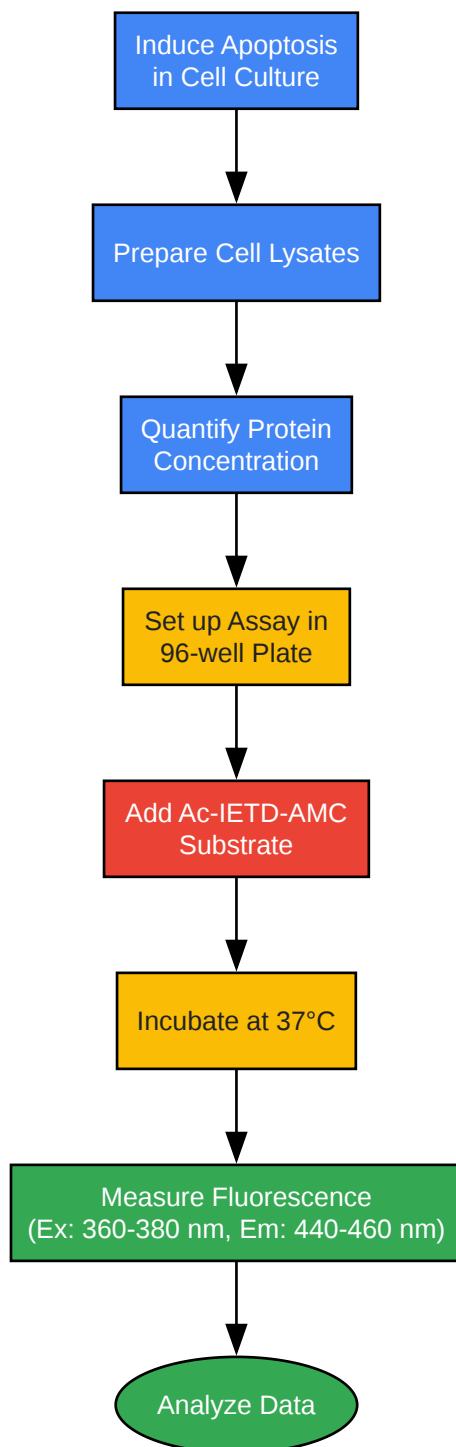 Induce Apoptosis
in Cell Culture
Prepare Cell Lysates
Quantify Protein
Concentration
Set up Assay in
96-well Plate
Add Ac-IETD-AMC
Substrate
Incubate at 37°C
Measure Fluorescence
(Ex: 360-380 nm, Em: 440-460 nm)
Analyze Data